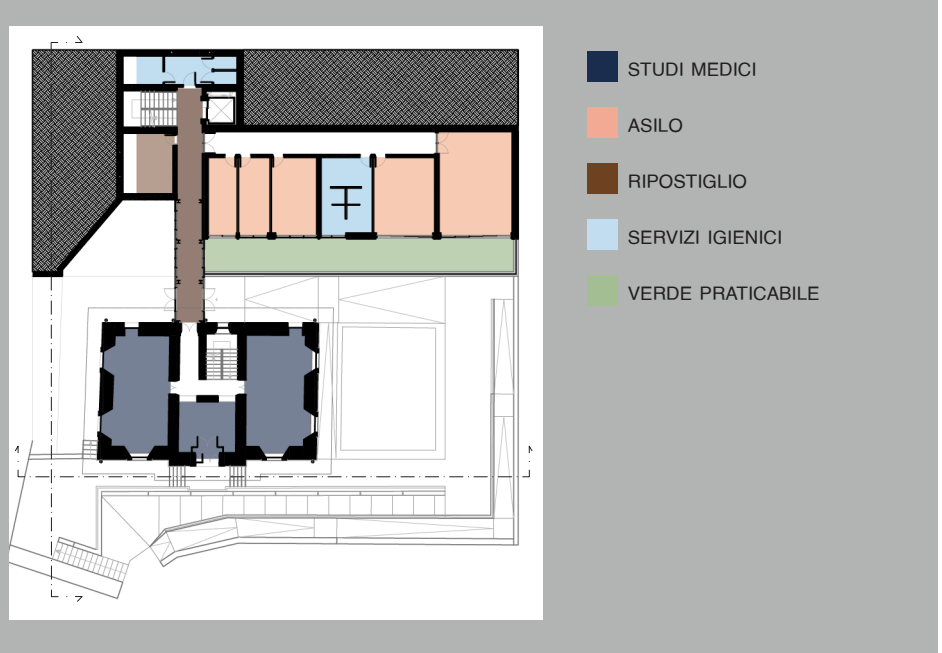 STUDI MEDICI
ASILO
RIPOSTIGLIO
SERVIZI IGIENICI
VERDE PRATICABILE